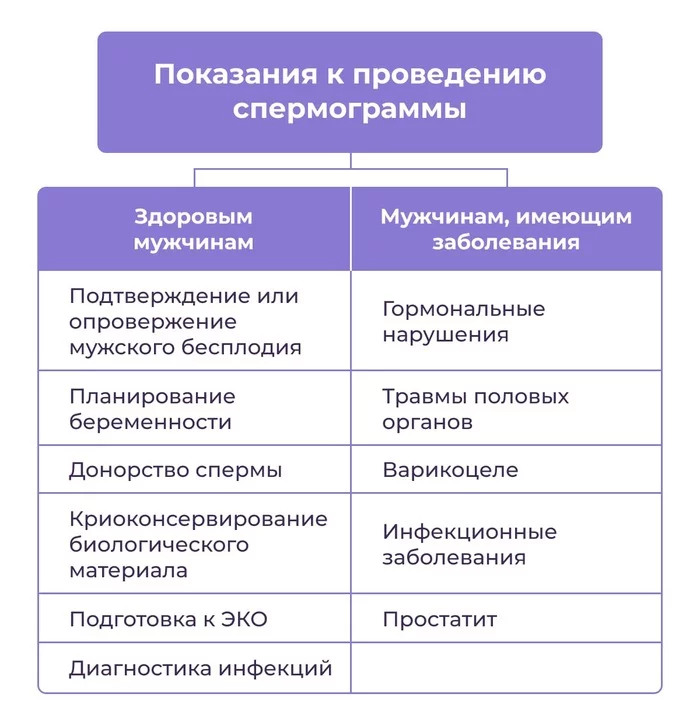 Показания к проведению
спермограммы
Здоровым
мужчинам
Мужчинам, имеющим
заболевания
Подтверждение или
опровержение
мужского бесплодия
Гормональные
нарушения
Планирование
беременности
Травмы половых
органов
Донорство спермы
Варикоцеле
Криоконсервирование
биологического
материала
Инфекционные
заболевания
Подготовка к ЭКО
Простатит
Диагностика инфекций